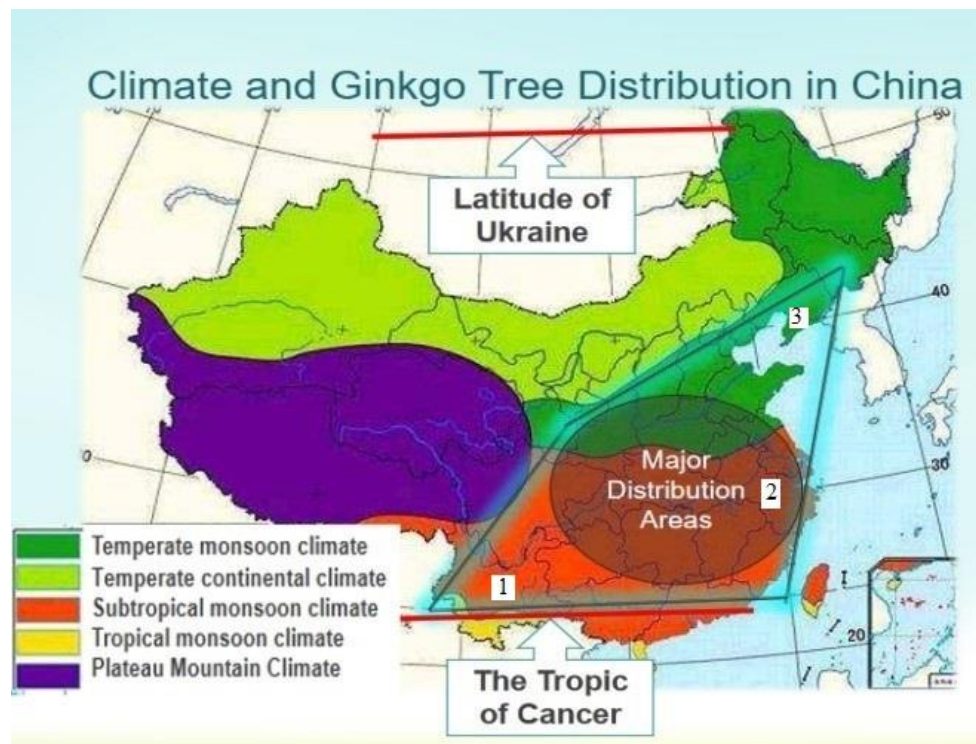 Climate and Ginkgo Tree Distribution in China
Latitude of
Ukraine
40
3
Major
Distribution
Areas
2
30
Temperate monsoon climate
Temperate continental climate
Subtropical monsoon climate
Tropical monsoon climate
Plateau Mountain Climate
1
20
The Tropic
of Cancer